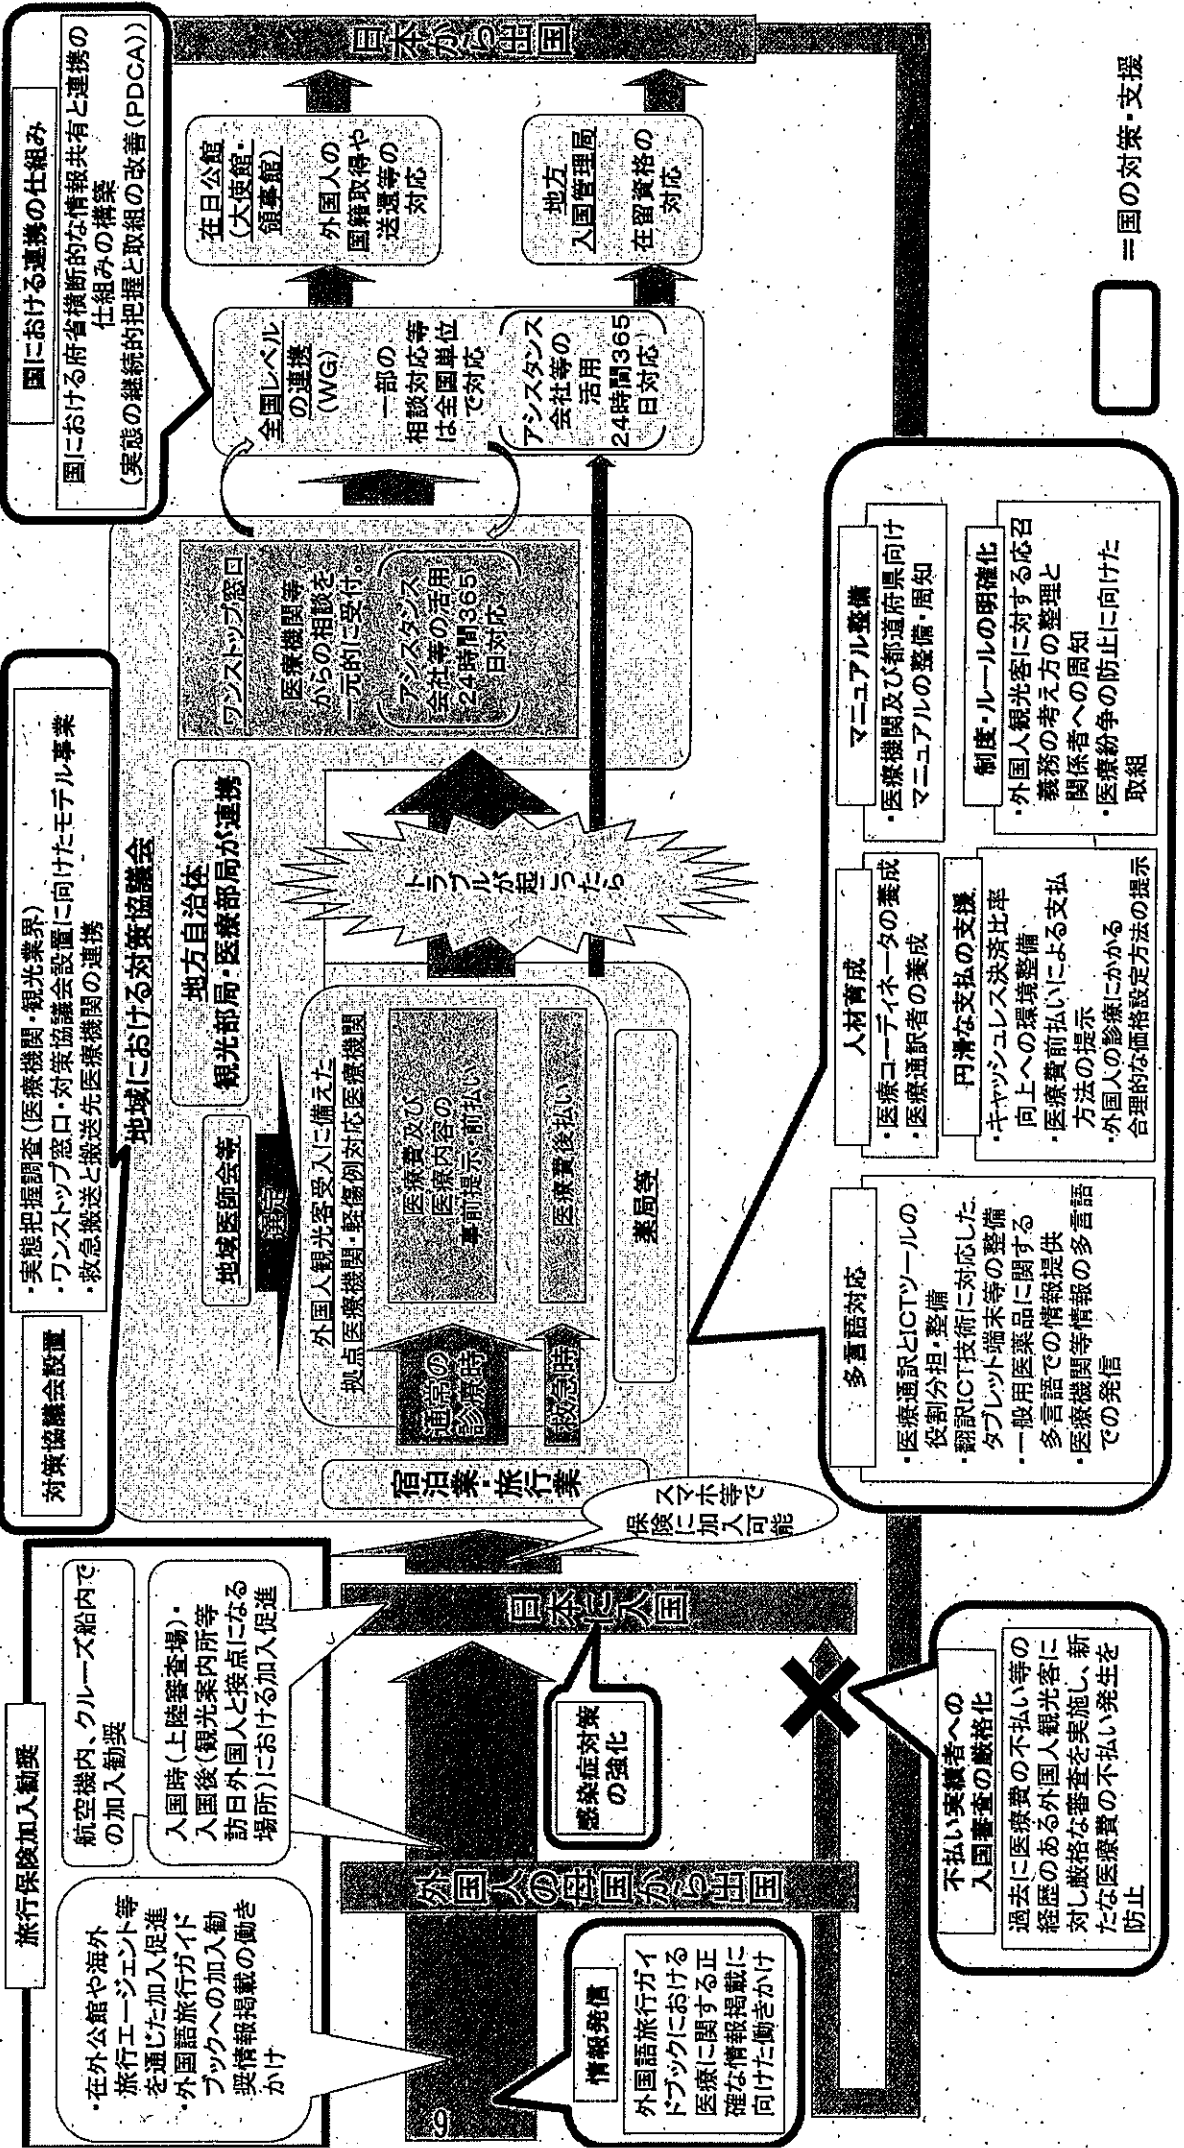 旅行保険加入勧奨
・在外公館や海外
旅行エージェント等
を通じた加入促進
・外国語旅行ガイド
ブックへの加入勧
奨情報掲載の働き
かけ
航空機内、クルーズ船内で
の加入勧奨
入国時(上陸審査場)・
入国後(観光案内所等
訪日外国人と接点になる
場所)における加入促進
外国人の母国から出国
日本に入国
情報発信
外国語旅行ガイ
ドブックにおける
医療に関する正
確な情報掲載に
向けた働きかけ
感染症対策
の強化
不払い実績者への
入国審査の厳格化
過去に医療費の不払い等の
経歴のある外国人観光客に
対し厳格な審査を実施し、新
たな医療費の不払い発生を
防止
スマホ等で
保険に加入
可能
対策協議会設置
・実態把握調査(医療機関・観光業界)
・ワンストップ窓口・対策協議会設置に向けたモデル事業
・救急搬送と搬送先医療機関の連携
地域における対策協議会
地方自治体
観光部局・医療部局が連携
地域医師会等
選定
宿泊業・旅行業
外国人観光客受入に備えた
拠点医療機関・軽傷例対応医療機関
通常の
診療時
医療費及び
医療内容の
事前提示・前払い
救急時
医療費後払い
薬局等
トラブルが起こったら
ワンストップ窓口
医療機関等
からの相談を
一元的に受付。
アシスタンス
会社等の活用
24時間365
日対応
国における連携の仕組み
国における府省横断的な情報共有と連携の
仕組みの構築
(実態の継続的把握と取組の改善(PDCA))
全国レベル
の連携
(WG)
一部の
相談対応等
は全国単位
で対応
アシスタンス
会社等の
活用
24時間365
日対応
在日公館
(大使館・
領事館)
外国人の
国籍取得や
送還等の
対応
地方
入国管理局
在留資格の
対応
日本から出国
多言語対応
・医療通訳とICTツールの
役割分担・整備
・翻訳ICT技術に対応した
タブレット端末等の整備
・一般用医薬品に関する
多言語での情報提供
・医療機関等情報の多言語
での発信
人材育成
・医療コーディネータの養成
・医療通訳者の養成
円滑な支払の支援
・キャッシュレス決済比率
向上への環境整備
・医療費前払いによる支払
方法の提示
・外国人の診療にかかる
合理的な価格設定方法の提示
マニュアル整備
・医療機関及び都道府県向け
マニュアルの整備・周知
制度・ルールの明確化
・外国人観光客に対する応召
義務の考え方の整理と
関係者への周知
・医療紛争の防止に向けた
取組
＝国の対策・支援
9